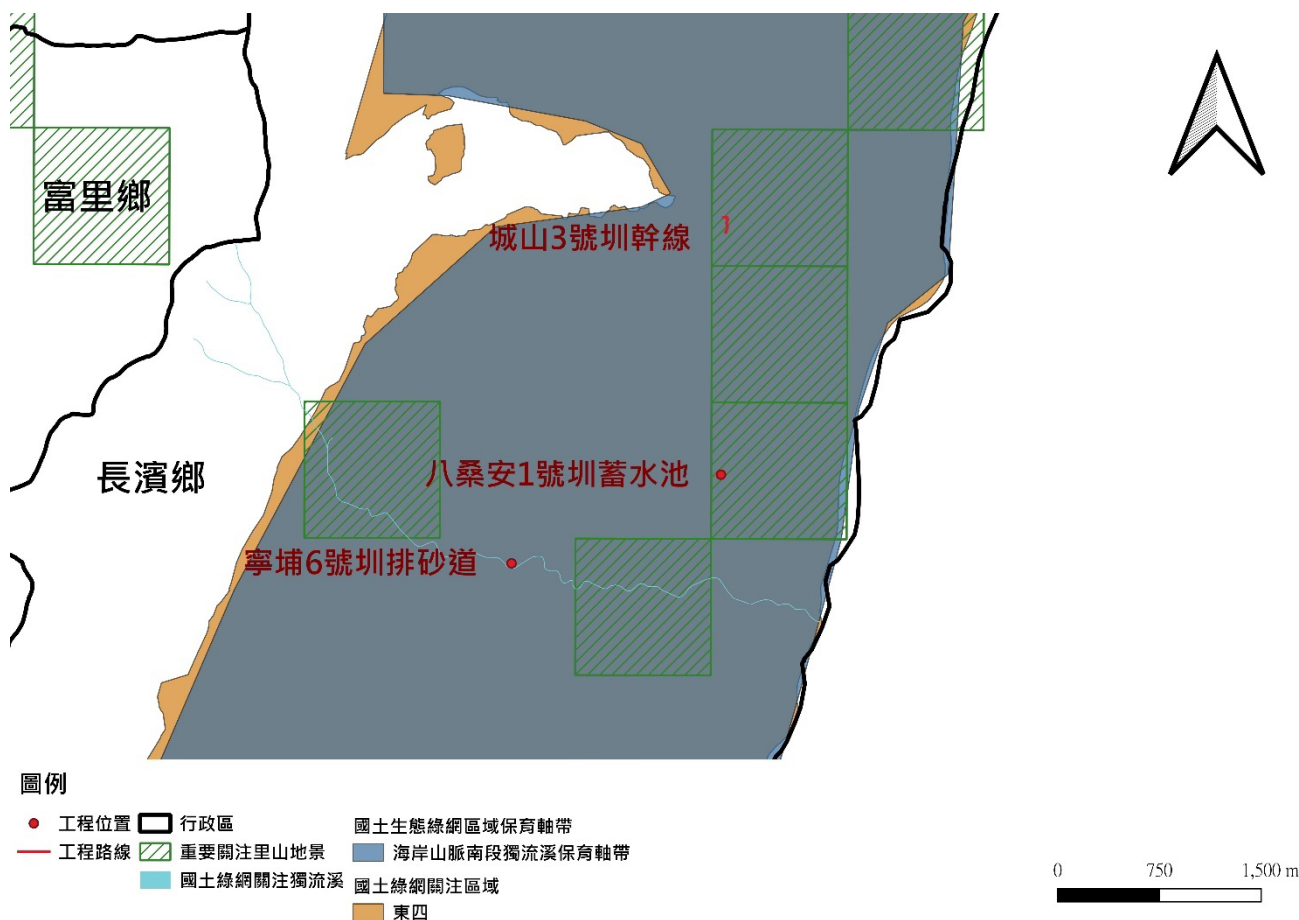 富里鄉
城山3號圳幹線
長濱鄉
八桑安1號圳蓄水池
寧埔6號圳排砂道
圖例
工程位置
行政區
國土生態綠網區域保育軸帶
工程路線
重要關注里山地景
海岸山脈南段獨流溪保育軸帶
國土綠網關注獨流溪
國土綠網關注區域
東四
0 750 1,500 m